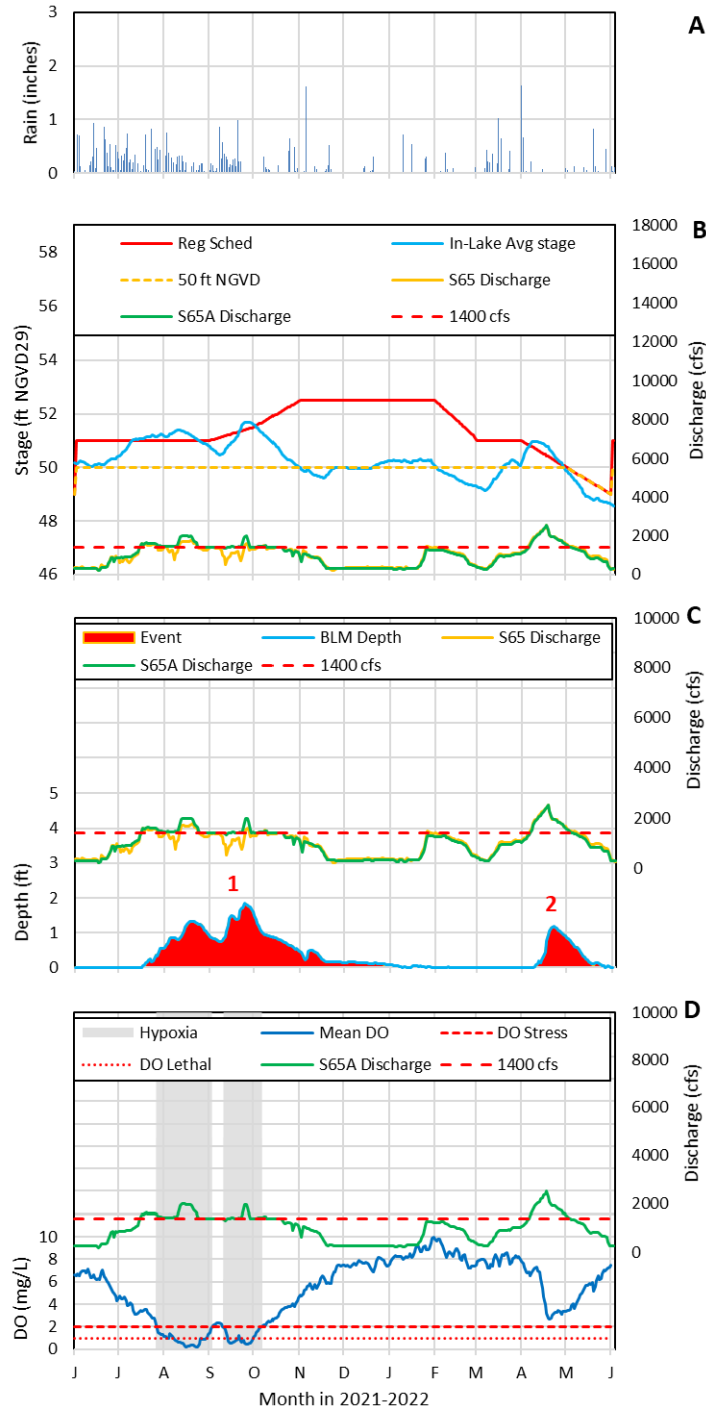 A
Rain (inches)
3
2
1
0
B
Stage (ft NGVD29)
58
56
54
52
50
48
46
Reg Sched
In-Lake Avg stage
50 ft NGVD
S65 Discharge
S65A Discharge
1400 cfs
18000
16000
14000
12000
10000
8000
6000
4000
2000
0
Discharge (cfs)
C
Event
BLM Depth
S65 Discharge
S65A Discharge
1400 cfs
Depth (ft)
5
4
3
2
1
0
1
2
10000
8000
6000
4000
2000
0
Discharge (cfs)
D
Hypoxia
Mean DO
DO Stress
DO Lethal
S65A Discharge
1400 cfs
DO (mg/L)
10
8
6
4
2
0
10000
8000
6000
4000
2000
0
Discharge (cfs)
J J A S O N D J F M A M J
Month in 2021-2022